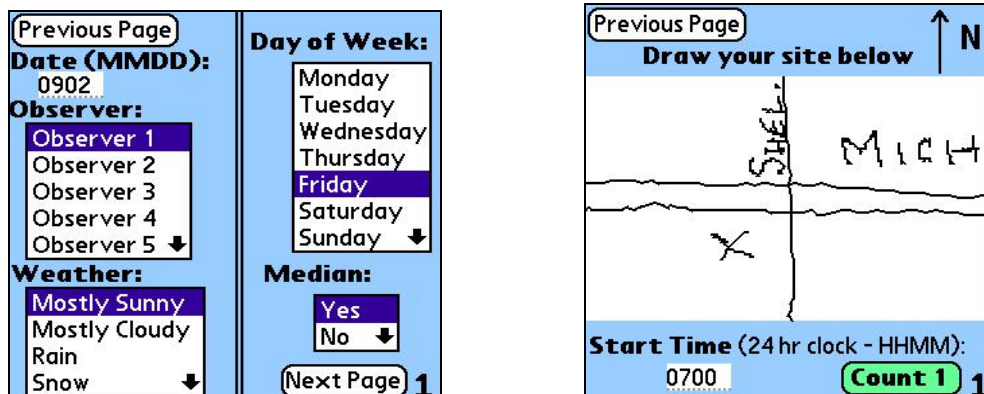 Previous Page
Date (MMDD):
0902
Observer:
Observer 1
Observer 2
Observer 3
Observer 4
Observer 5
Weather:
Mostly Sunny
Mostly Cloudy
Rain
Snow
Day of Week:
Monday
Tuesday
Wednesday
Thursday
Friday
Saturday
Sunday
Median:
Yes
No
Next Page 1
Previous Page
N
Draw your site below
SHEL.
MICH
X
Start Time (24 hr clock - HHMM):
0700
Count 1 1